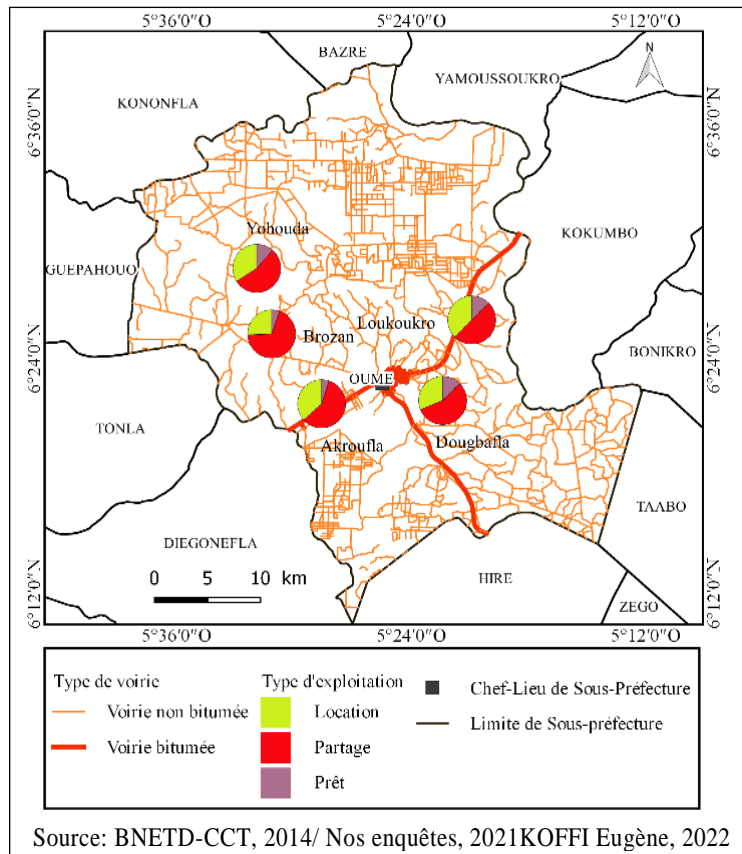 5°36'0"O 5°24'0"O 5°12'0"O
BAZRE
N
YAMOUSSOUKRO
KONONFLA
6°36'0"N 6°36'0"N
Yohouda
KOKUMBO
GUEPAHOUO
Loukoukro
Brozan
BONIKRO
6°24'0"N 6°24'0"N
OUME
TONLA
Akroufla Dougbafla
TAABO
DIEGONEFLA
HIRE
0 5 10 km
ZEGO
6°12'0"N 6°12'0"N
5°36'0"O 5°24'0"O 5°12'0"O
Type de voirie
Voirie non bitumée
Voirie bitumée
Type d'exploitation
Location
Partage
Prêt
Chef-Lieu de Sous-Préfecture
Limite de Sous-préfecture
Source: BNETD-CCT, 2014/ Nos enquêtes, 2021KOFFI Eugène, 2022